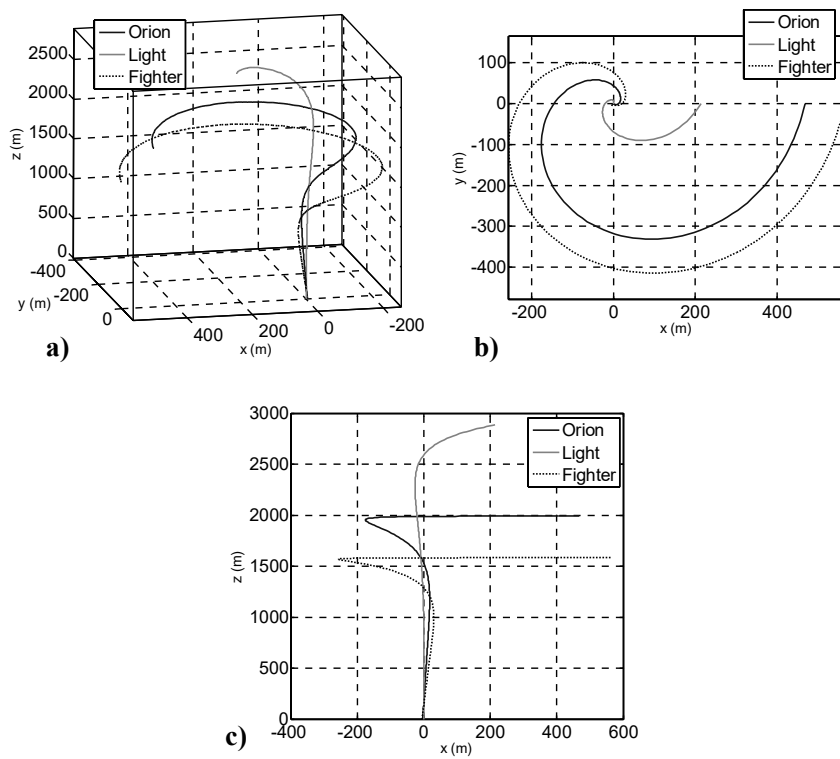 Orion
Light
Fighter
2500
2000
1500
1000
500
0
z (m)
-400
-200
0
y (m)
400
200
0
-200
x (m)
a)
Orion
Light
Fighter
100
0
-100
-200
-300
-400
y (m)
-200
0
200
400
x (m)
b)
3000
2500
2000
1500
1000
500
0
z (m)
Orion
Light
Fighter
-400
-200
0
200
400
600
x (m)
c)